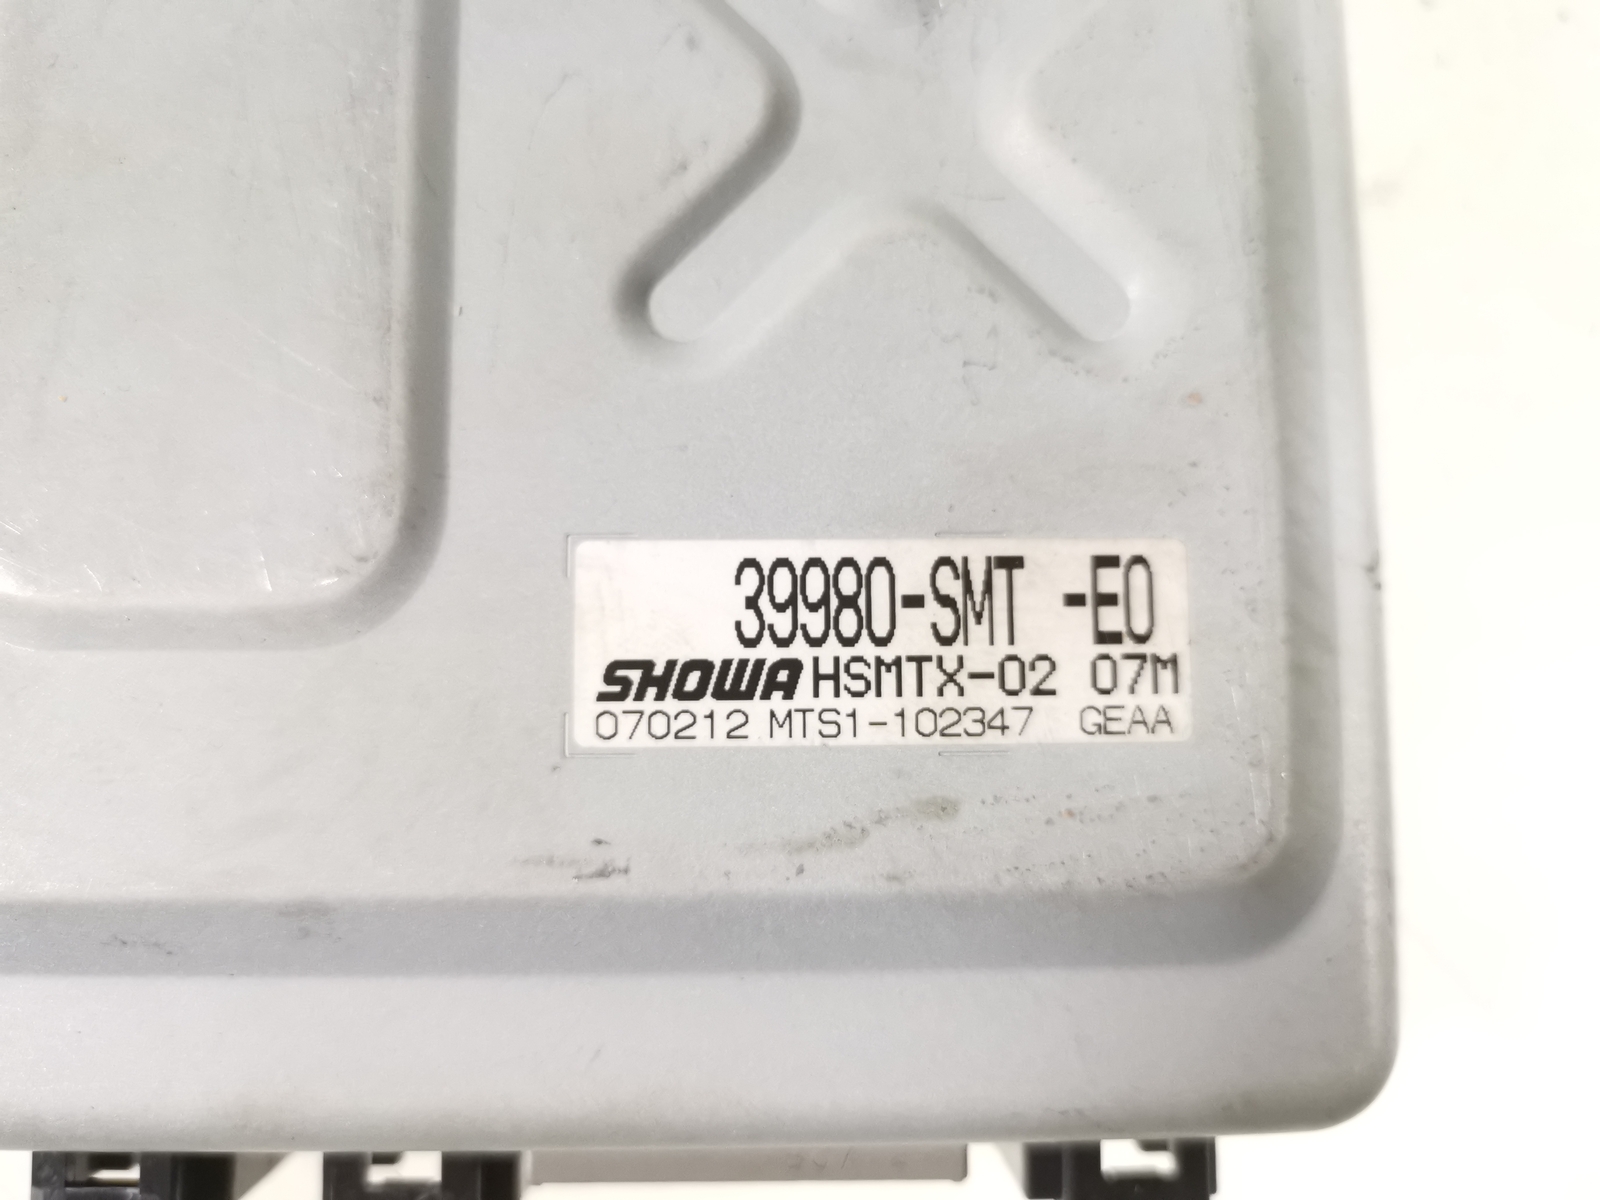 39980-SMT -E0
SHOWA HSMTX-02 07M
070212 MTS1-102347 GEAA